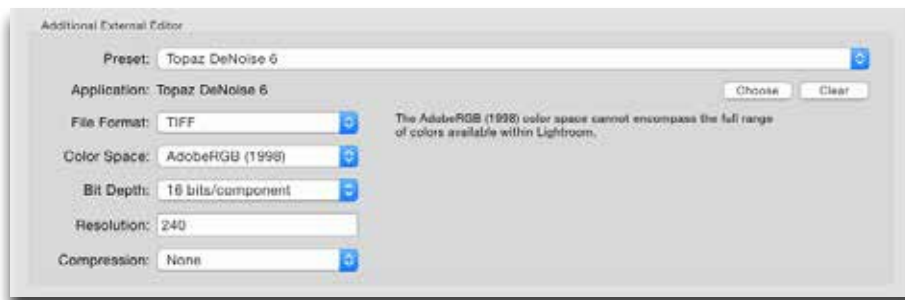 Additional External Editor
Preset: Topaz DeNoise 6
Application: Topaz DeNoise 6 Choose Clear
File Format: TIFF The AdobeRGB (1998) color space cannot encompass the full range
of colors available within Lightroom.
Color Space: AdobeRGB (1998)
Bit Depth: 16 bits/component
Resolution: 240
Compression: None